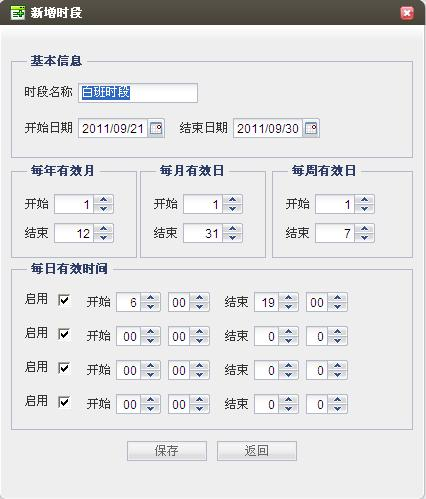 新增时段
基本信息
时段名称 白班时段
开始日期 2011/09/21 结束日期 2011/09/30
每年有效月 每月有效日 每周有效日
开始 1 开始 1 开始 1
结束 12 结束 31 结束 7
每日有效时间
启用 开始 6 00 结束 19 00
启用 开始 00 00 结束 0 0
启用 开始 00 00 结束 0 0
启用 开始 00 00 结束 0 0
保存 返回